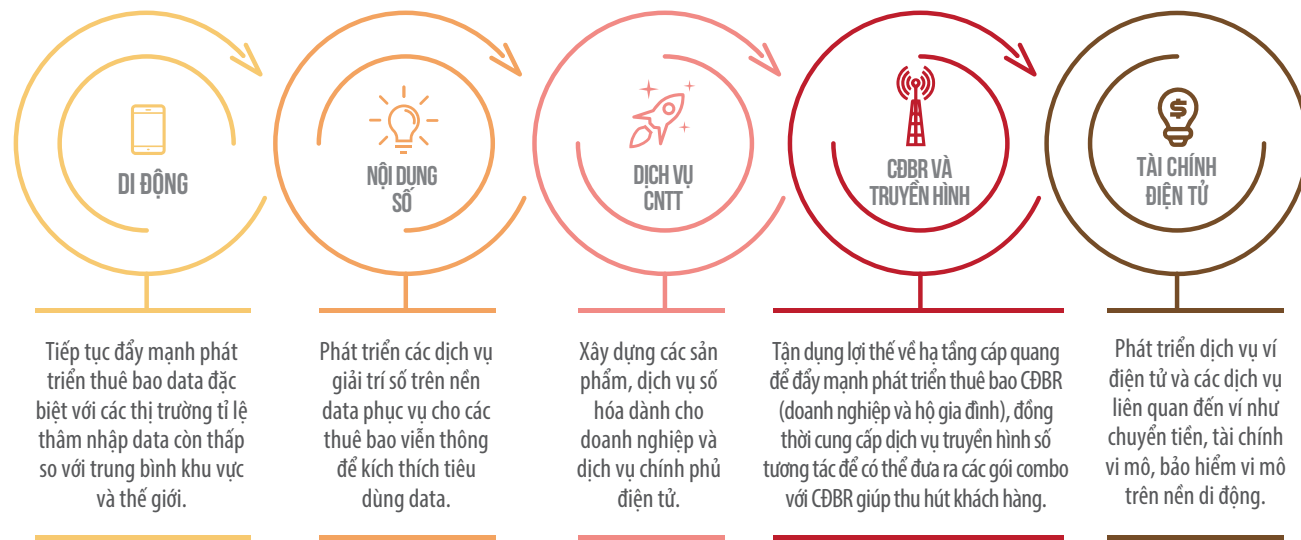 DI ĐỘNG
Tiếp tục đẩy mạnh phát
triển thuê bao data đặc
biệt với các thị trường tỉ lệ
thâm nhập data còn thấp
so với trung bình khu vực
và thế giới.
NỘI DUNG
SỐ
Phát triển các dịch vụ
giải trí số trên nền
data phục vụ cho các
thuê bao viễn thông
để kích thích tiêu
dùng data.
DỊCH VỤ
CNTT
Xây dựng các sản
phẩm, dịch vụ số
hóa dành cho
doanh nghiệp và
dịch vụ chính phủ
điện tử.
CĐBR VÀ
TRUYỀN HÌNH
Tận dụng lợi thế về hạ tầng cáp quang
để đẩy mạnh phát triển thuê bao CĐBR
(doanh nghiệp và hộ gia đình), đồng
thời cung cấp dịch vụ truyền hình số
tương tác để có thể đưa ra các gói combo
với CĐBR giúp thu hút khách hàng.
$
TÀI CHÍNH
ĐIỆN TỬ
Phát triển dịch vụ ví
điện tử và các dịch vụ
liên quan đến ví như
chuyển tiền, tài chính
vi mô, bảo hiểm vi mô
trên nền di động.